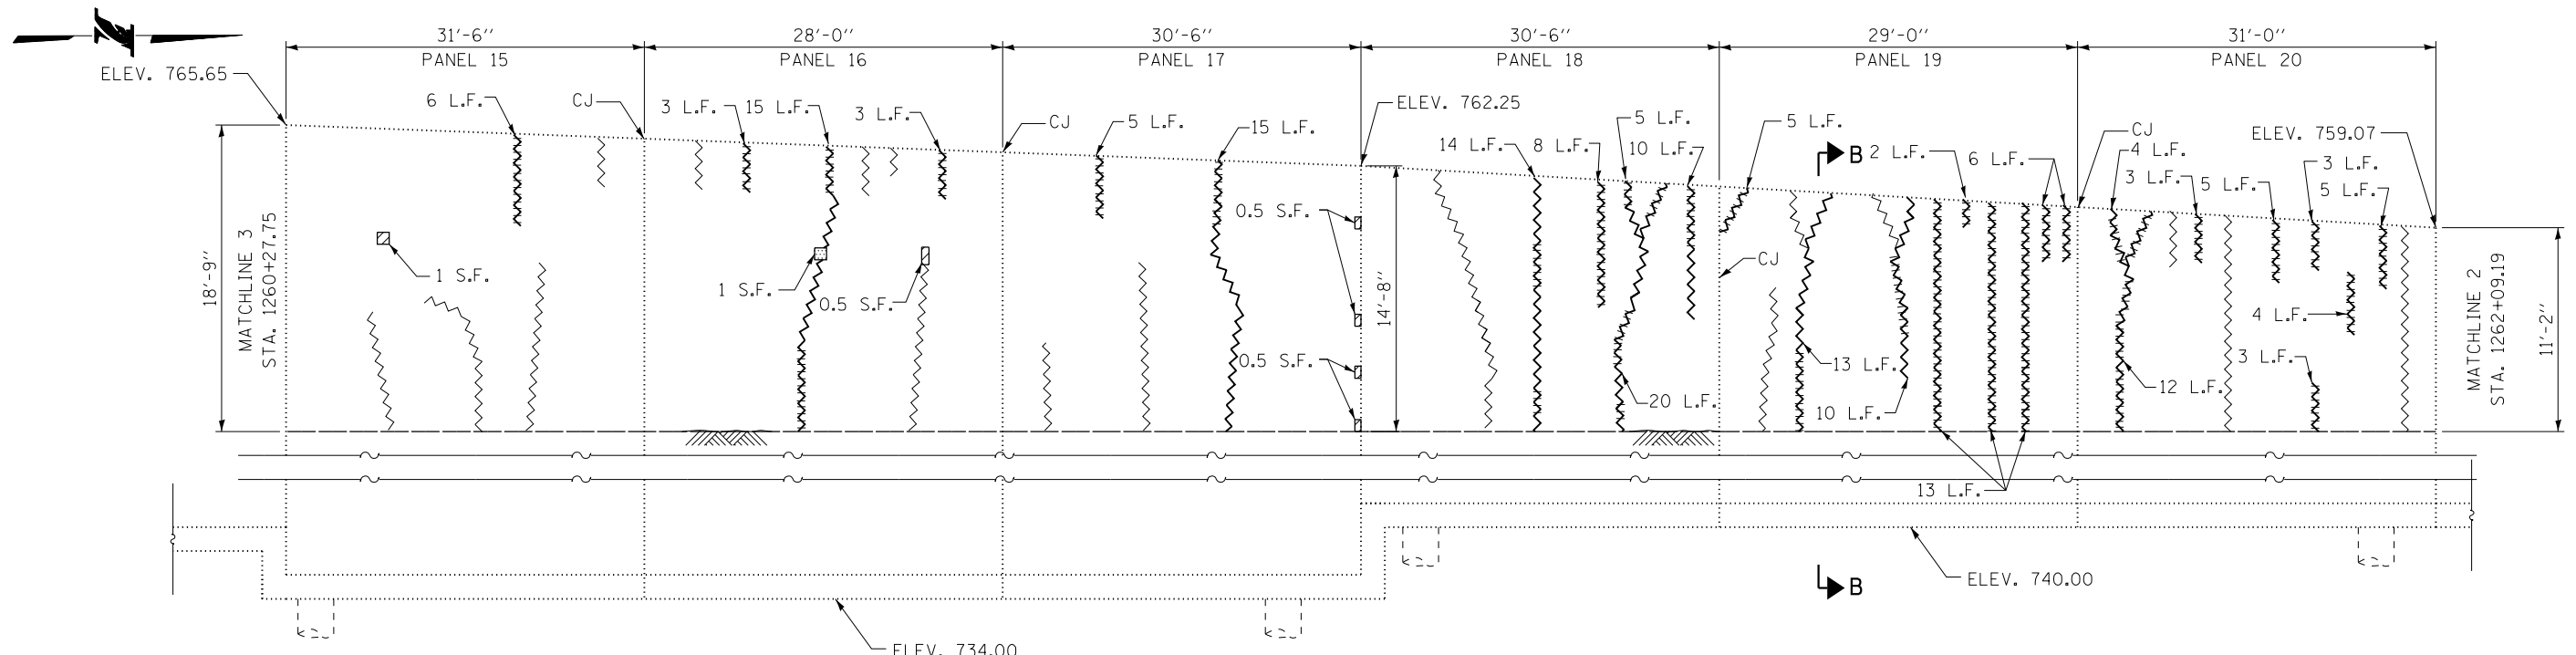 31'-6" 28'-0" 30'-6" 30'-6" 29'-0" 31'-0"
PANEL 15 PANEL 16 PANEL 17 PANEL 18 PANEL 19 PANEL 20
ELEV. 765.65
6 L.F.
CJ
3 L.F.
15 L.F.
3 L.F.
CJ
5 L.F.
15 L.F.
ELEV. 762.25
14 L.F.
8 L.F.
5 L.F.
10 L.F.
5 L.F.
B
2 L.F.
6 L.F.
CJ
4 L.F.
3 L.F.
5 L.F.
ELEV. 759.07
3 L.F.
5 L.F.
18'-9"
MATCHLINE 3
STA. 1260+27.75
1 S.F.
1 S.F.
0.5 S.F.
0.5 S.F.
0.5 S.F.
14'-8"
CJ
20 L.F.
13 L.F.
10 L.F.
13 L.F.
12 L.F.
4 L.F.
3 L.F.
MATCHLINE 2
STA. 1262+09.19
11'-2"
B
ELEV. 740.00
ELEV. 734.00